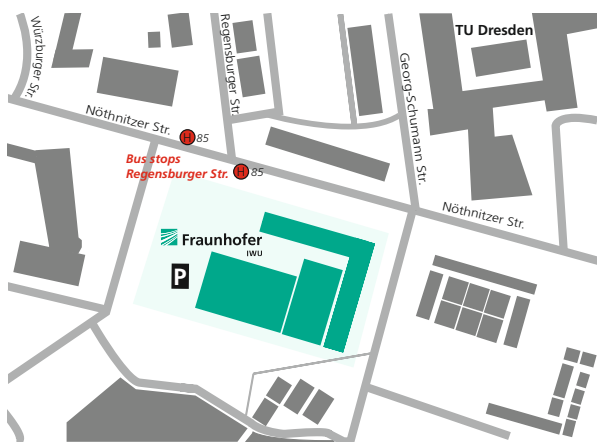 Würzburger
Str.
Regensburger Str.
Georg-Schumann Str.
TU Dresden
Nöthnitzer Str.
H 85
Bus stops
Regensburger Str.
H 85
Nöthnitzer Str.
Fraunhofer
IWU
P